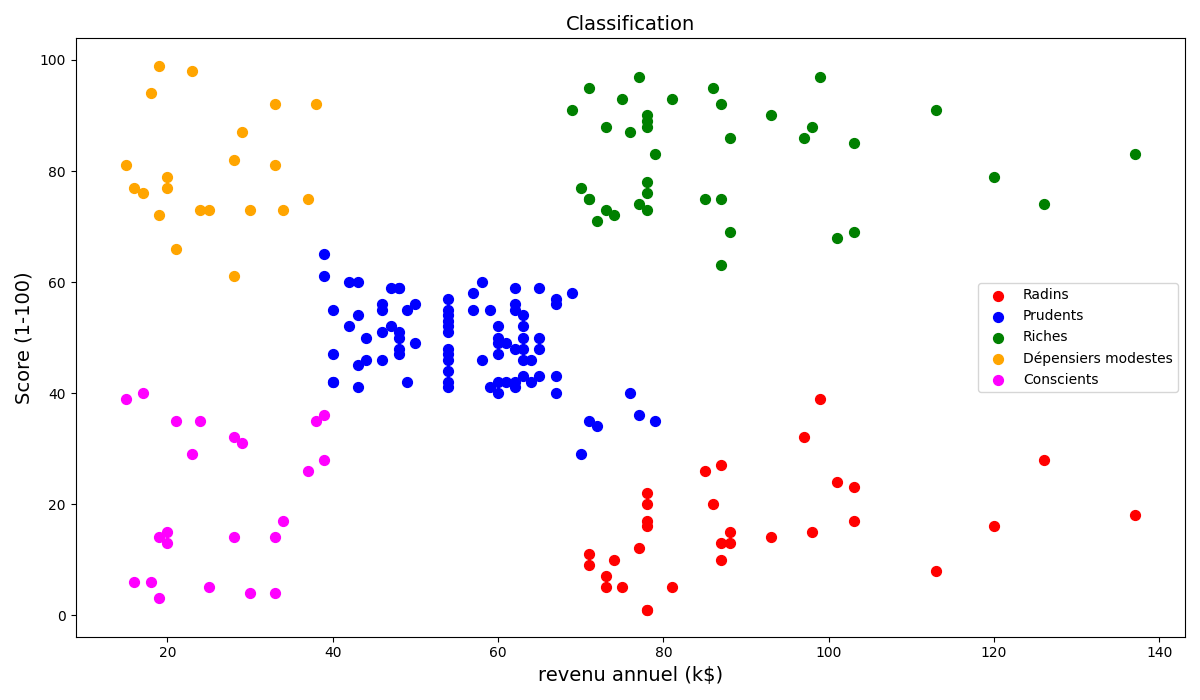 Classification
Score (1-100)
100
80
60
40
20
0
20 40 60 80 100 120 140
revenu annuel (k$)
Radins
Prudents
Riches
Dépensiers modestes
Conscients